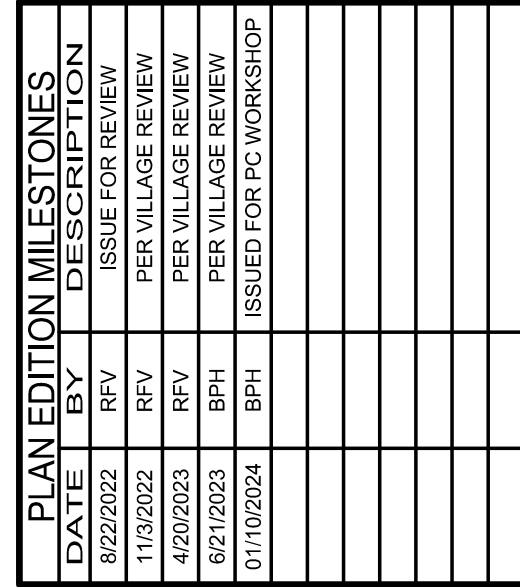 PLAN EDITION MILESTONES
DATE BY DESCRIPTION
8/22/2022 RFV ISSUE FOR REVIEW
11/3/2022 RFV PER VILLAGE REVIEW
4/20/2023 RFV PER VILLAGE REVIEW
6/21/2023 BPH PER VILLAGE REVIEW
01/10/2024 BPH ISSUED FOR PC WORKSHOP